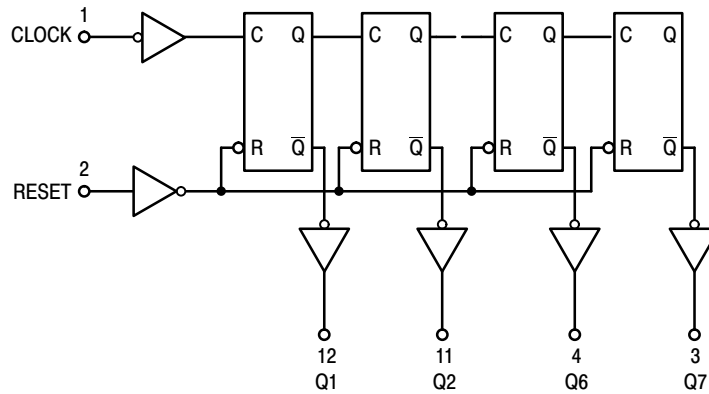 1
CLOCK
C Q C Q C Q C Q
R Q̅ R Q̅ R Q̅ R Q̅
2
RESET
12 11 4 3
Q1 Q2 Q6 Q7